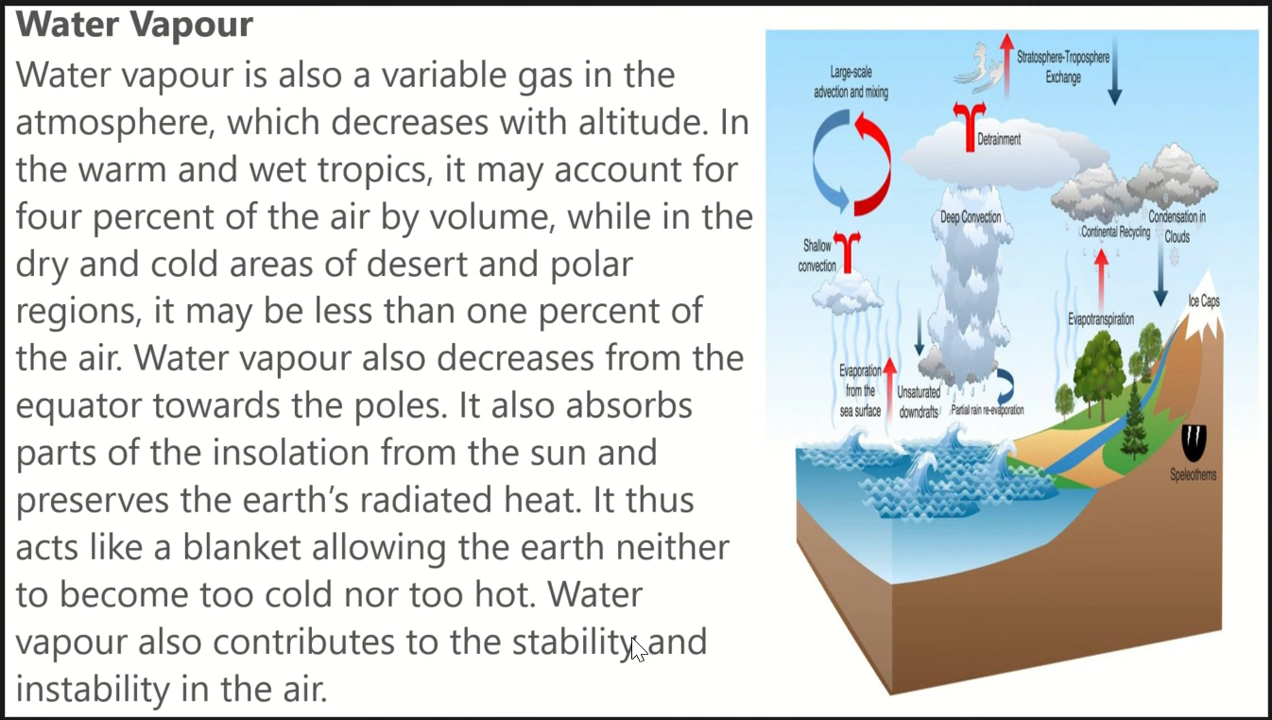 Water Vapour
Water vapour is also a variable gas in the
atmosphere, which decreases with altitude. In
the warm and wet tropics, it may account for
four percent of the air by volume, while in the
dry and cold areas of desert and polar
regions, it may be less than one percent of
the air. Water vapour also decreases from the
equator towards the poles. It also absorbs
parts of the insolation from the sun and
preserves the earth’s radiated heat. It thus
acts like a blanket allowing the earth neither
to become too cold nor too hot. Water
vapour also contributes to the stability and
instability in the air.
Large-scale
advection and mixing
Stratosphere-Troposphere
Exchange
Detrainment
Deep Convection
Shallow
convection
Continental Recycling
Condensation in
Clouds
Ice Caps
Evapotranspiration
Evaporation
from the
sea surface
Unsaturated
downdrafts
Partial rain re-evaporation
Speleothems